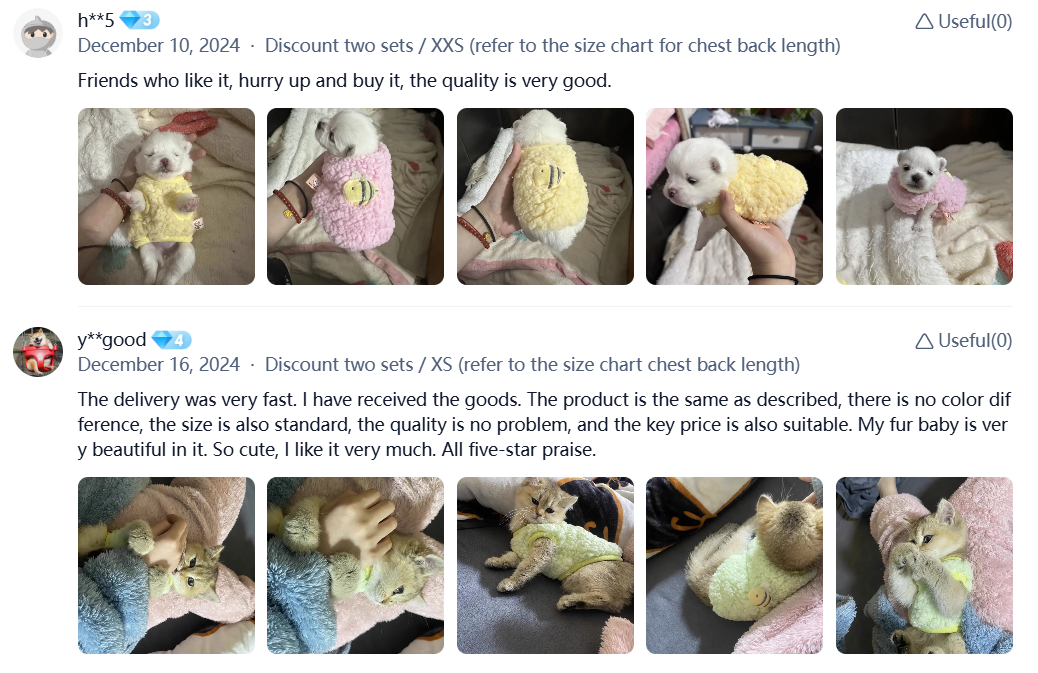 h**5 3
Useful(0)
December 10, 2024 · Discount two sets / XXS (refer to the size chart for chest back length)
Friends who like it, hurry up and buy it, the quality is very good.
y**good 4
Useful(0)
December 16, 2024 · Discount two sets / XS (refer to the size chart chest back length)
The delivery was very fast. I have received the goods. The product is the same as described, there is no color dif
ference, the size is also standard, the quality is no problem, and the key price is also suitable. My fur baby is ver
y beautiful in it. So cute, I like it very much. All five-star praise.